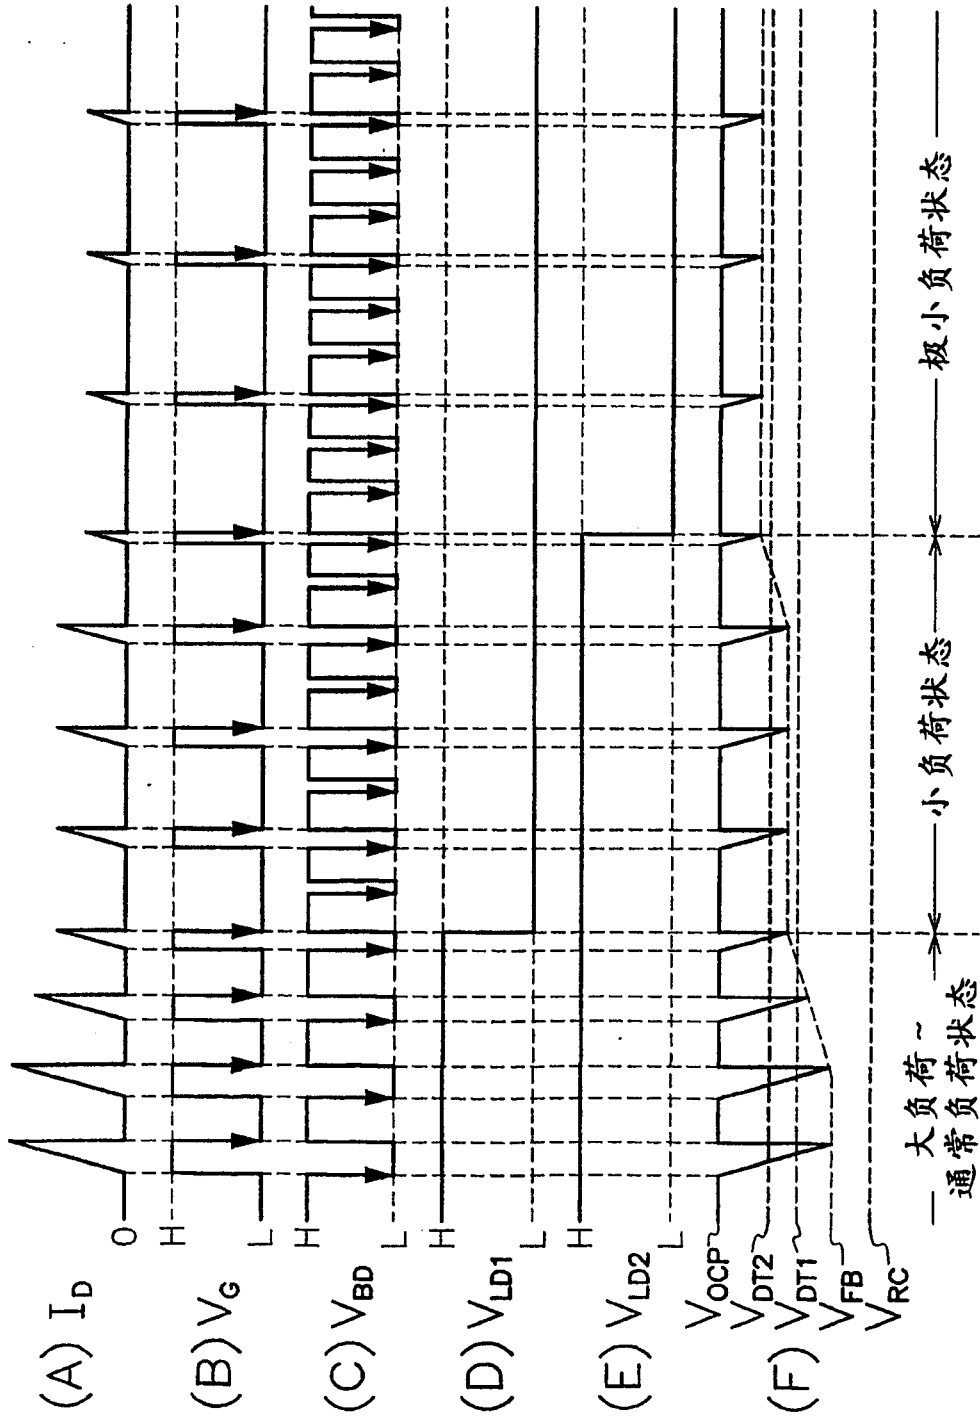 (A) I_D
0
(B) V_G
H
L
(C) V_BD
H
L
(D) V_LD1
H
L
(E) V_LD2
H
L
(F)
V_OCP
V_DT2
V_DT1
V_FB
V_RC
大负荷~
通常负荷状态
小负荷状态
极小负荷状态